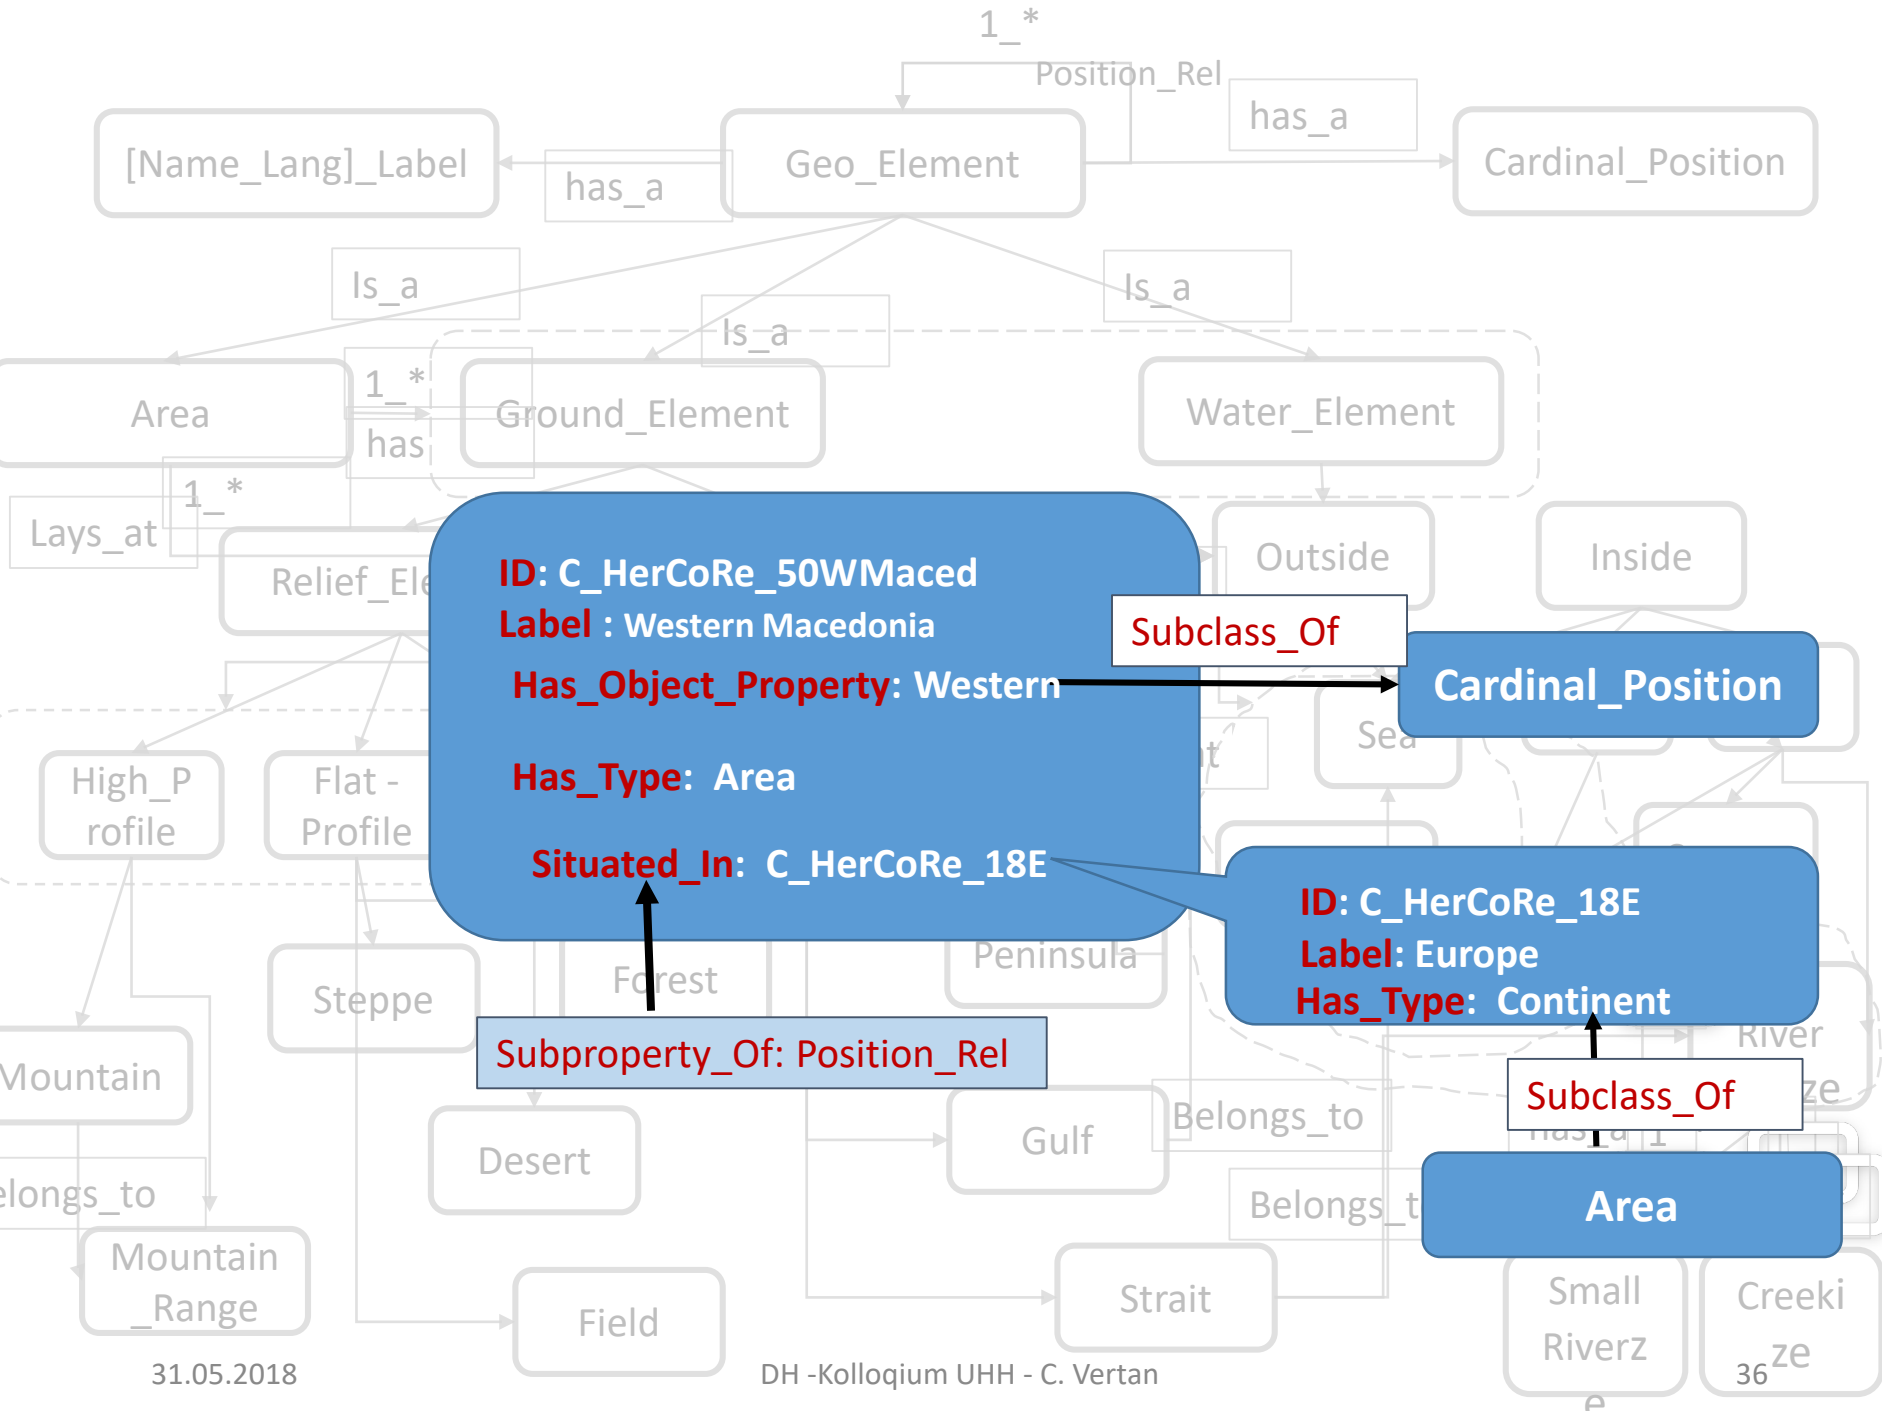 1_*
Position_Rel
has_a
[Name_Lang]_Label
has_a
Geo_Element
Cardinal_Position
Is_a
Is_a
Is_a
Area
1_*
has
Ground_Element
Water_Element
1_*
Lays_at
Outside
Inside
ID: C_HerCoRe_50WMaced
Label : Western Macedonia
Has_Object_Property: Western
Has_Type: Area
Situated_In: C_HerCoRe_18E
Subclass_Of
Cardinal_Position
Sea
High_P
rofile
Flat -
Profile
ID: C_HerCoRe_18E
Label: Europe
Has_Type: Continent
Steppe
Forest
Peninsula
River
Subproperty_Of: Position_Rel
Subclass_Of
ze
Mountain
Desert
Gulf
Belongs_to
Area
Mountain
_Range
Field
Strait
Small
Riverz
e
Creeki
ze
31.05.2018
DH -Kolloqium UHH - C. Vertan
36